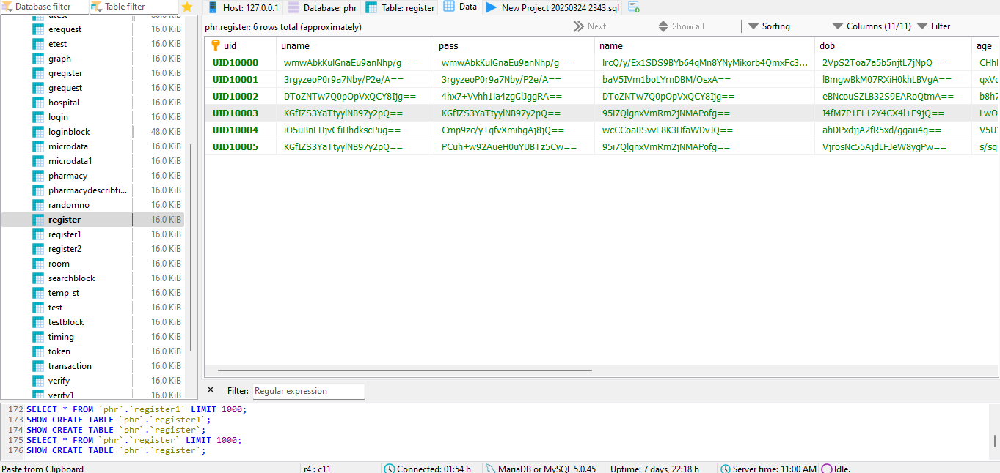 Database filter Table filter Host: 127.0.0.1 Database: phr Table: register Data New Project 20250324 2343.sql
erequest 16.0 KiB
etest 16.0 KiB
graph 16.0 KiB
gregister 16.0 KiB
grequest 16.0 KiB
hospital 16.0 KiB
login 16.0 KiB
loginblock 48.0 KiB
microdata 16.0 KiB
microdata1 16.0 KiB
pharmacy 16.0 KiB
pharmacydescribti... 16.0 KiB
randomno 16.0 KiB
register 16.0 KiB
register1 16.0 KiB
register2 16.0 KiB
room 16.0 KiB
searchblock 16.0 KiB
temp_st 16.0 KiB
test 16.0 KiB
testblock 16.0 KiB
timing 16.0 KiB
token 16.0 KiB
transaction 16.0 KiB
verify 16.0 KiB
verify1 16.0 KiB
phr.register: 6 rows total (approximately) Next Show all Sorting Columns (11/11) Filter
uid uname pass name dob age
UID10000 wmwAbkKulGnaEu9anNhp/g== wmwAbkKulGnaEu9anNhp/g== lrcQ/y/Ex1SDS9BYb64qMn8YNyMikorb4QmxFc3... 2VpS2Toa7a5b5njtL7jNpQ== CHhl
UID10001 3rgyzeoP0r9a7Nby/P2e/A== 3rgyzeoP0r9a7Nby/P2e/A== baV5IVm1boLYrnDBM/OsxA== lBmgwBkM07RXiH0khLBVgA== qxVc
UID10002 DToZNTw7Q0pOpVxQCY8Ijg== 4hx7+Vvhh1ia4zgGlJggRA== DToZNTw7Q0pOpVxQCY8Ijg== eBNcouSZLB32S9EARoQtmA== b8h7
UID10003 KGfIZS3YaTtyylNB97y2pQ== KGfIZS3YaTtyylNB97y2pQ== 95i7QlgnxVmRm2jNMAPofg== I4fM7P1EL12Y4CX4l+E9jQ== LwO
UID10004 iO5uBnEHjvCfiHhdkscPug== Cmp9zc/y+qfvXmihgAj8jQ== wcCCoa0SvvF8K3HfaWDvJQ== ahDPxdjjA2fR5xd/ggau4g== V5U
UID10005 KGfIZS3YaTtyylNB97y2pQ== PCuh+w92AueH0uYUBTz5Cw== 95i7QlgnxVmRm2jNMAPofg== VjrosNc55AjdLFJeW8ygPw== s/sq
Filter: Regular expression
172 SELECT * FROM `phr`.`register1` LIMIT 1000;
173 SHOW CREATE TABLE `phr`.`register1`;
174 SHOW CREATE TABLE `phr`.`register`;
175 SELECT * FROM `phr`.`register` LIMIT 1000;
176 SHOW CREATE TABLE `phr`.`register`;
Paste from Clipboard r4 : c11 Connected: 01:54 h MariaDB or MySQL 5.0.45 Uptime: 7 days, 22:18 h Server time: 11:00 AM Idle.